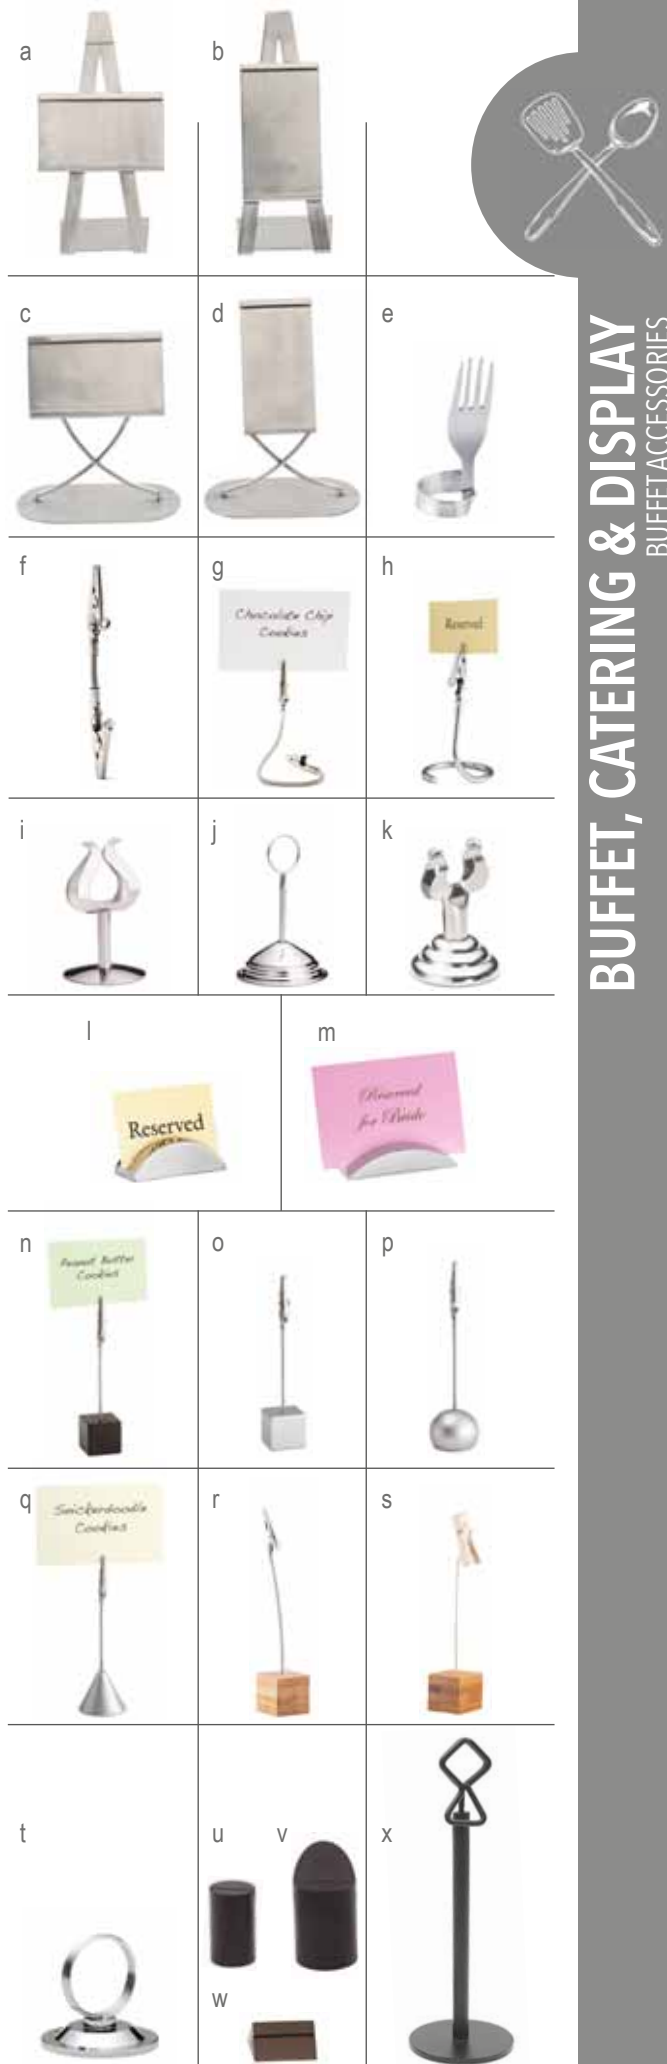 a
b
c
d
e
f
g
Chocolate Chip
Cookies
h
Reserved
i
j
k
l
Reserved
m
Reserved
for Bride
n
Peanut Butter
Cookies
o
p
q
Snickerdoodle
Cookies
r
s
t
u
v
w
x
BUFFET, CATERING & DISPLAY
BUFFET ACCESSORIES